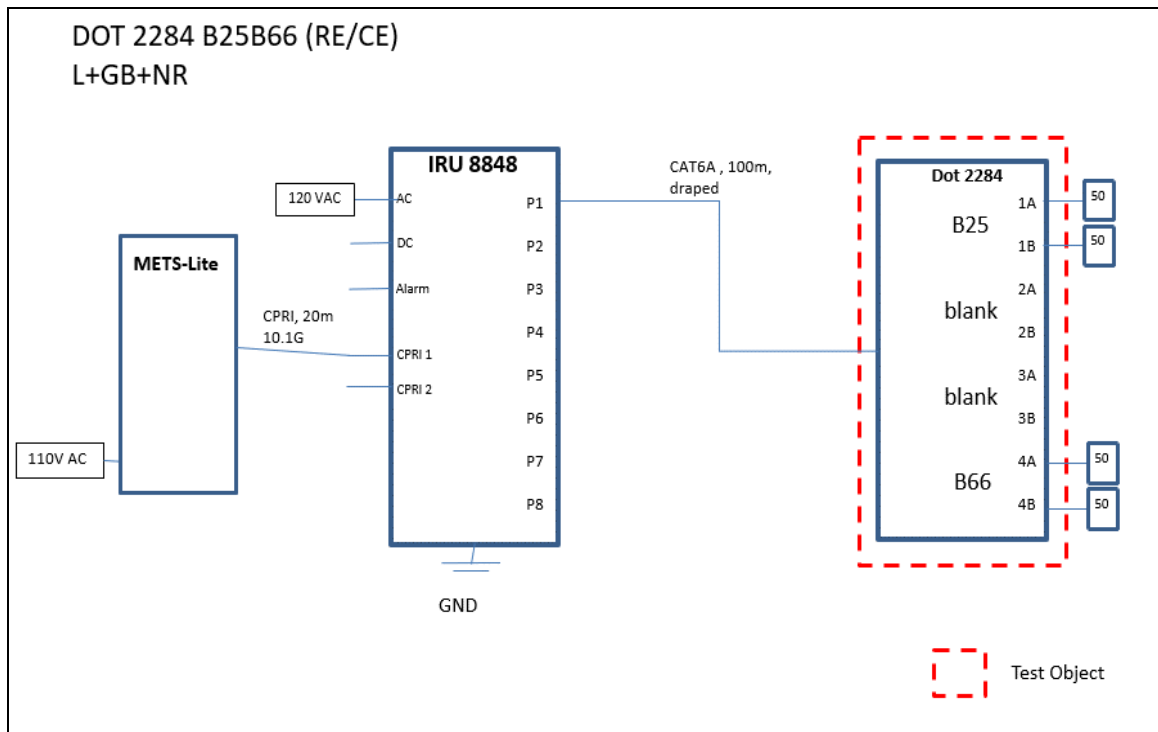 DOT 2284 B25B66 (RE/CE)
L+GB+NR
METS-Lite
110V AC
CPRI, 20m
10.1G
120 VAC
IRU 8848
AC
DC
Alarm
CPRI 1
CPRI 2
P1
P2
P3
P4
P5
P6
P7
P8
GND
CAT6A , 100m,
draped
Dot 2284
B25
blank
blank
B66
1A
1B
2A
2B
3A
3B
4A
4B
50
50
50
50
Test Object